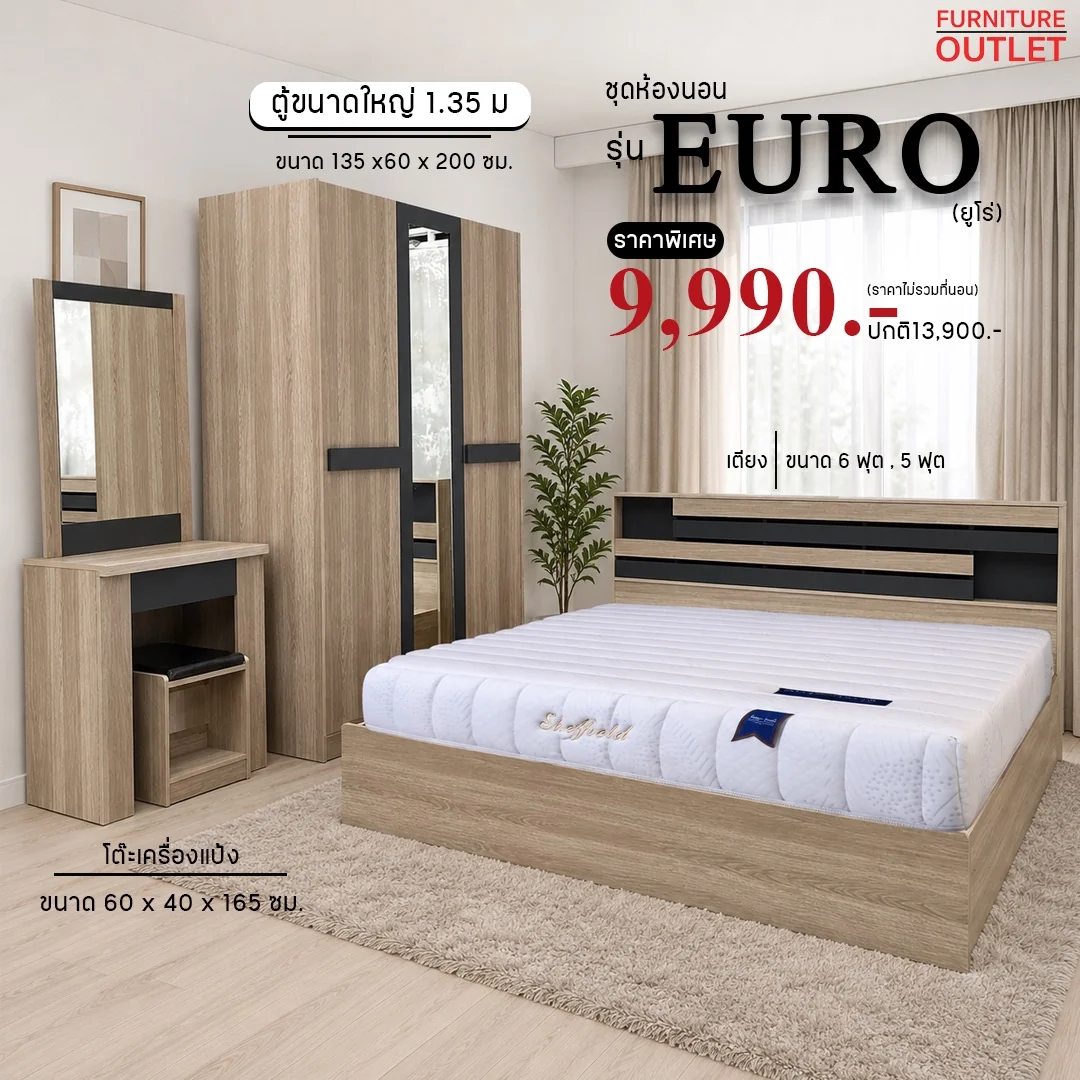 FURNITURE
OUTLET
ตู้ขนาดใหญ่ 1.35 ม
ขนาด 135 x60 x 200 ซม.
ชุดห้องนอน
รุ่น EURO
(ยูโร่)
ราคาพิเศษ
9,990.-
(ราคาไม่รวมที่นอน)
ปกติ13,900.-
เตียง | ขนาด 6 ฟุต , 5 ฟุต
Sheffield
โต๊ะเครื่องแป้ง
ขนาด 60 x 40 x 165 ซม.